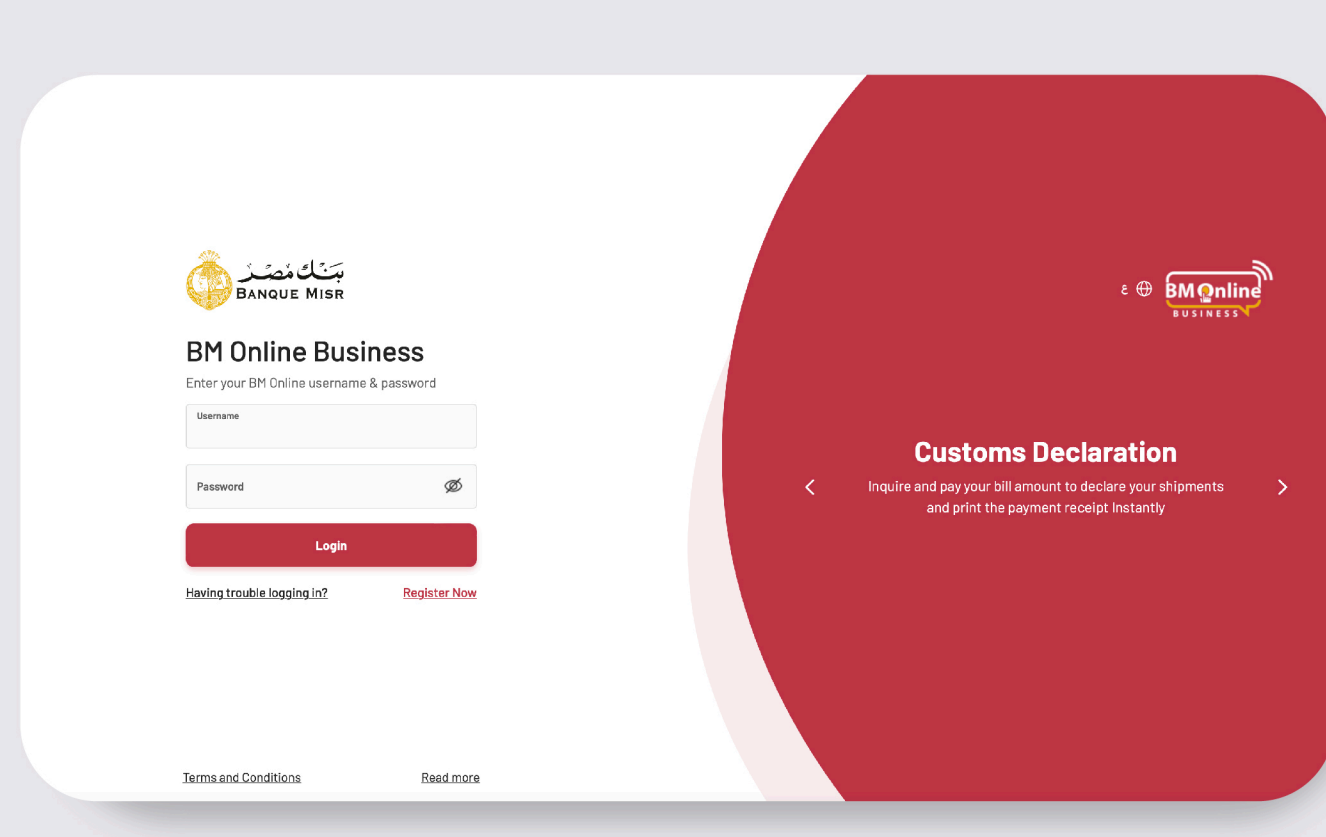 بنك مصر
BANQUE MISR
BM Online Business
Enter your BM Online username & password
Username
Password
Login
Having trouble logging in?
Register Now
Terms and Conditions
Read more
ع
BM Online
BUSINESS
Customs Declaration
Inquire and pay your bill amount to declare your shipments
and print the payment receipt Instantly